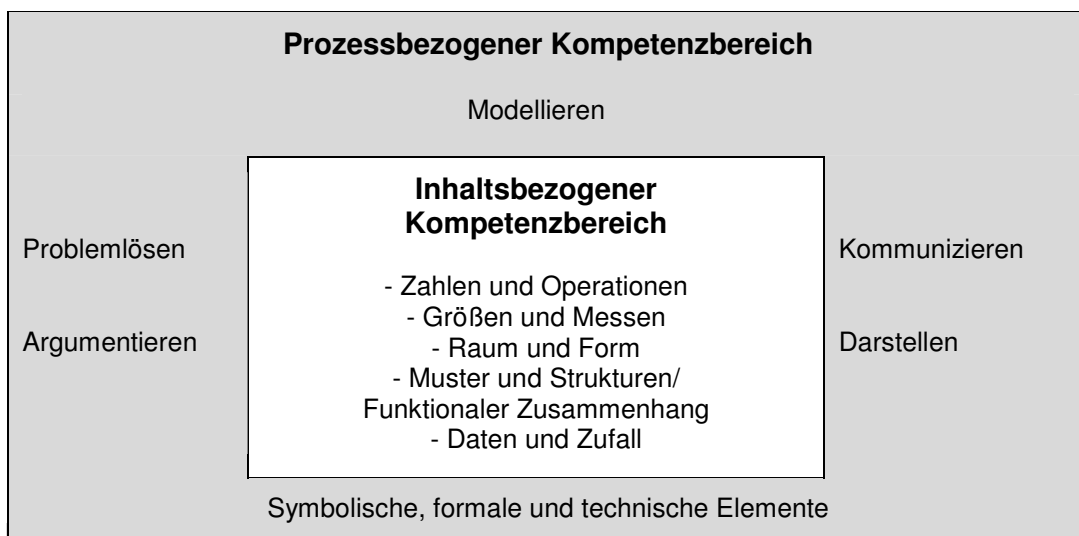 Prozessbezogener Kompetenzbereich
Modellieren
Inhaltsbezogener
Kompetenzbereich
Problemlösen
Kommunizieren
- Zahlen und Operationen
- Größen und Messen
Argumentieren
- Raum und Form
Darstellen
- Muster und Strukturen/
Funktionaler Zusammenhang
- Daten und Zufall
Symbolische, formale und technische Elemente